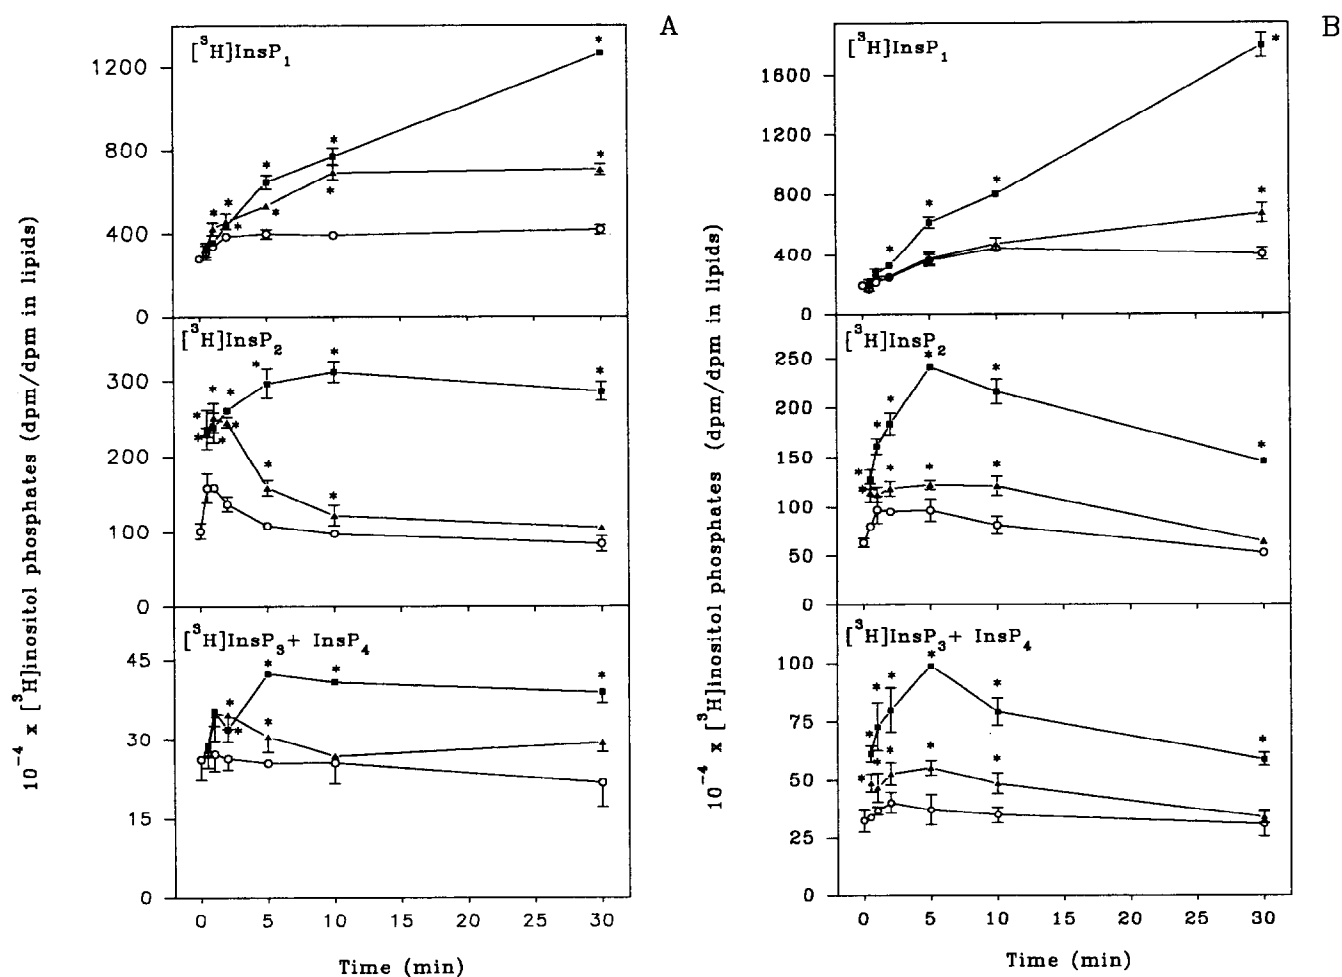 A
[³H]InsP₁
1200
800
400
0
[³H]InsP₂
300
200
100
0
[³H]InsP₃+ InsP₄
45
30
15
0
0 5 10 15 20 25 30
Time (min)
10⁻⁴ x [³H]inositol phosphates (dpm/dpm in lipids)
B
[³H]InsP₁
1600
1200
800
400
0
[³H]InsP₂
250
200
150
100
50
0
[³H]InsP₃+ InsP₄
100
75
50
25
0
0 5 10 15 20 25 30
Time (min)
10⁻⁴ x [³H]inositol phosphates (dpm/dpm in lipids)